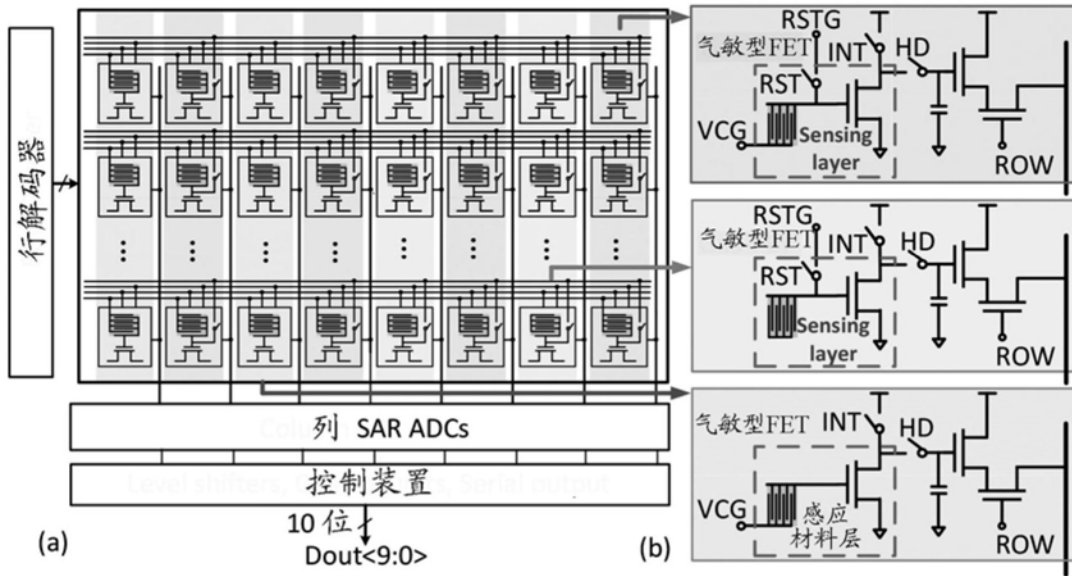 行解码器
列 SAR ADCs
控制装置
10 位
Dout<9:0>
(a)
(b)
RSTG
气敏型FET
INT
HD
RST
VCG
Sensing
layer
ROW
RSTG
气敏型FET
INT
HD
RST
Sensing
layer
ROW
气敏型FET
INT
HD
VCG
感应
材料层
ROW